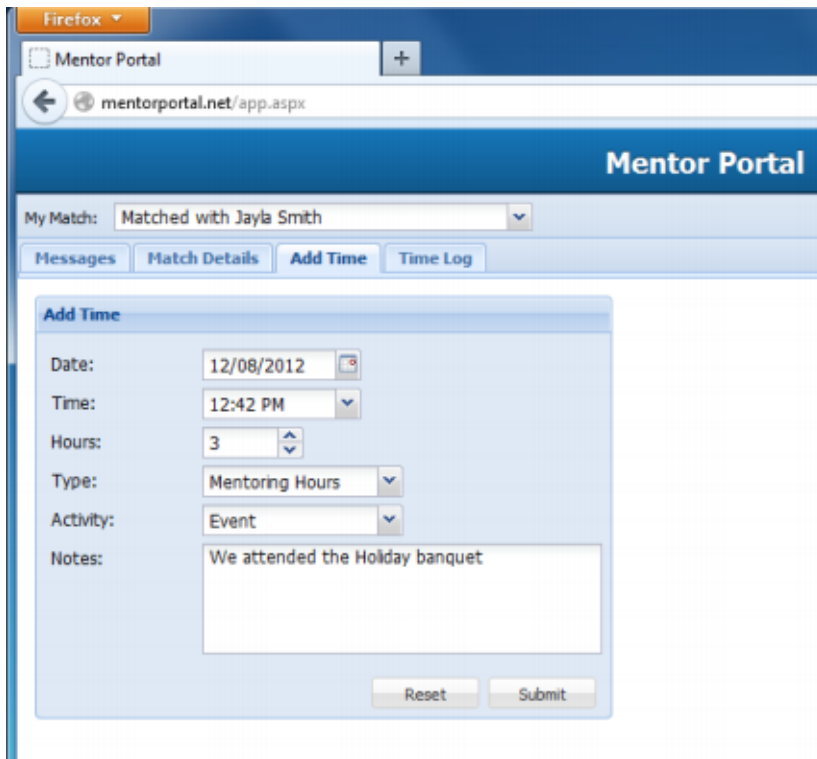 Firefox
Mentor Portal
mentorportal.net/app.aspx
Mentor Portal
My Match: Matched with Jayla Smith
Messages Match Details Add Time Time Log
Add Time
Date: 12/08/2012
Time: 12:42 PM
Hours: 3
Type: Mentoring Hours
Activity: Event
Notes: We attended the Holiday banquet
Reset Submit